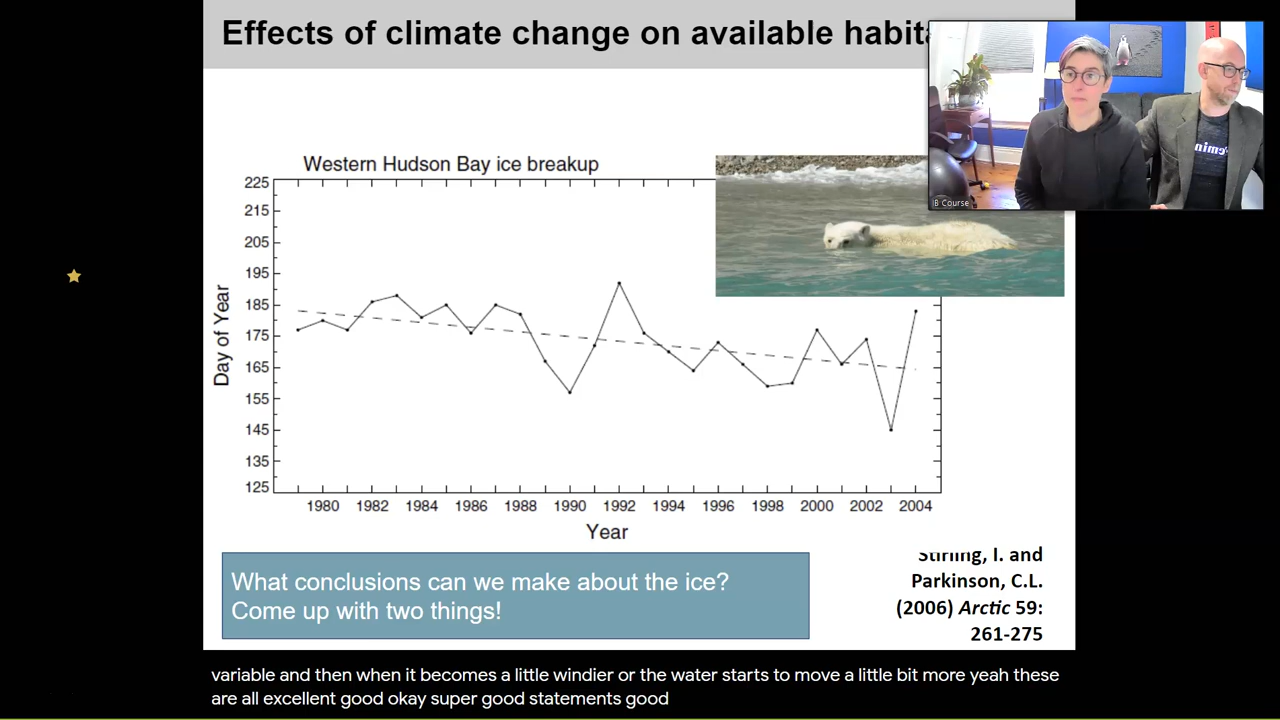 Effects of climate change on available
B Course
Western Hudson Bay ice breakup
225
215
205
195
185
175
165
155
145
135
125
Day of Year
1980 1982 1984 1986 1988 1990 1992 1994 1996 1998 2000 2002 2004
Year
What conclusions can we make about the ice?
Come up with two things!
Stirling, I. and
Parkinson, C.L.
(2006) Arctic 59:
261-275
variable and then when it becomes a little windier or the water starts to move a little bit more yeah these
are all excellent good okay super good statements good